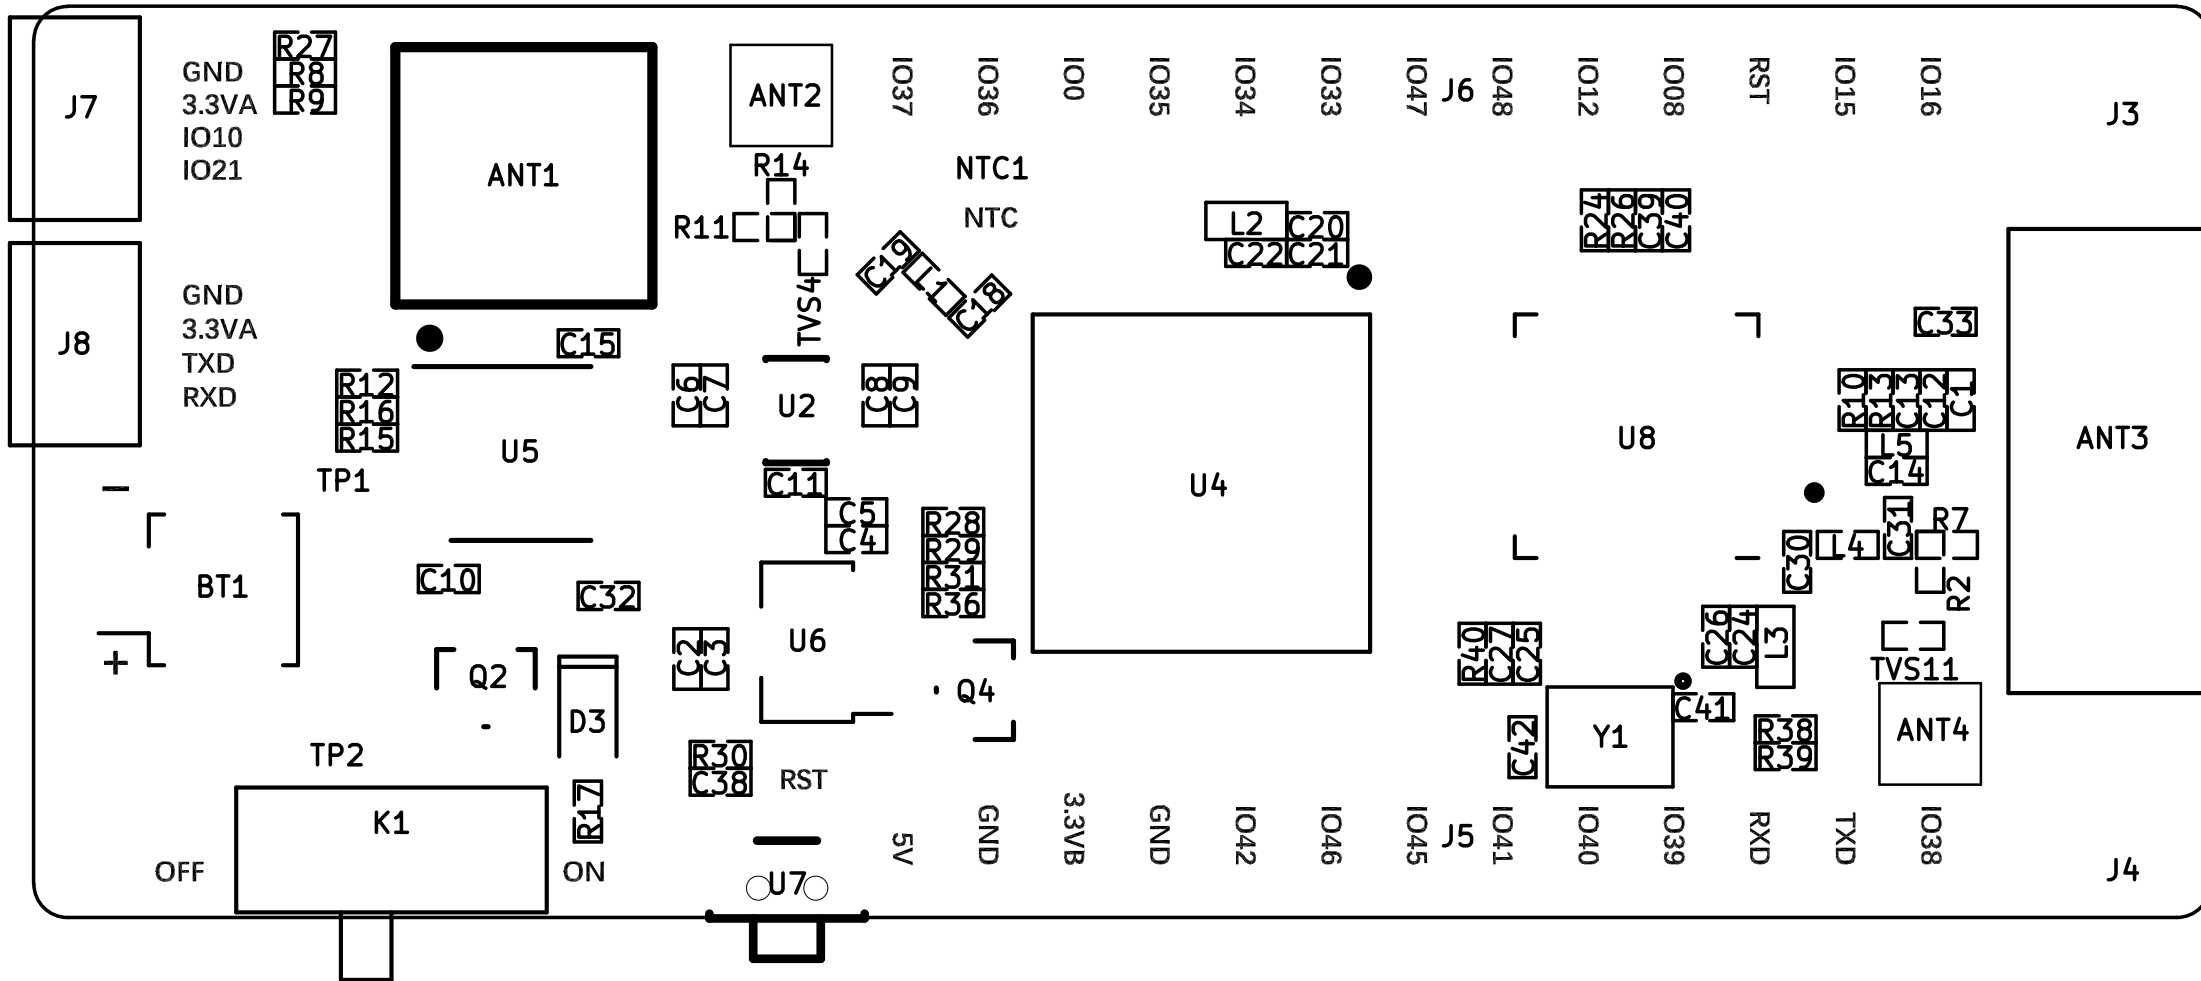 J7
GND
3.3VA
IO10
IO21
R27
R8
R9
ANT1
ANT2
R14
R11
TVS4
NTC1
NTC
C19
L1
C18
IO37
IO36
IO0
IO35
IO34
IO33
IO47
J6
IO48
IO12
IO08
RST
IO15
IO16
J3
L2
C20
C22
C21
R24
R26
C39
C40
J8
GND
3.3VA
TXD
RXD
R12
R16
R15
TP1
C15
U5
C6
C7
U2
C8
C9
C11
C5
C4
U4
U8
C33
R10
R13
C13
C12
C1
L5
C14
ANT3
−
BT1
+
C10
C32
R28
R29
R31
R36
U6
C2
C3
Q2
D3
Q4
C30
L4
C31
R7
R2
TVS11
ANT4
R40
C27
C25
C26
C24
L3
C41
C42
Y1
R38
R39
TP2
K1
OFF
ON
R17
R30
C38
RST
U7
5V
GND
3.3VB
GND
IO42
IO46
IO45
J5
IO41
IO40
IO39
RXD
TXD
IO38
J4